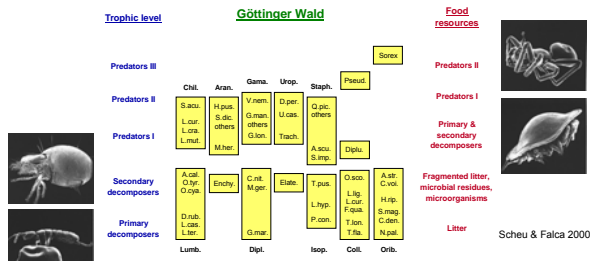 Trophic level
Göttinger Wald
Food
resources
Predators III
Predators II
Predators I
Secondary
decomposers
Primary
decomposers
Sorex
Pseud.
Chil.
Aran.
Gama.
Urop.
Staph.
S.acu.
L.cur.
L.cra.
L.mut.
H.pus.
S.dic.
others
M.her.
V.nem.
G.man.
others
G.lon.
D.per.
U.cas.
Trach.
Q.pic.
others
A.scu.
S.imp.
Diplu.
A.cal.
O.tyr.
O.cya.
D.rub.
L.cas.
L.ter.
Enchy.
C.nit.
M.ger.
G.mar.
Elate.
T.pus.
L.hyp.
P.con.
O.sco.
L.lig.
L.cur.
F.qua.
T.lon.
T.fla.
A.str.
C.vol.
H.rip.
S.mag.
C.den.
N.pal.
Lumb.
Dipl.
Isop.
Coll.
Orib.
Predators II
Predators I
Primary &
secondary
decomposers
Fragmented litter,
microbial residues,
microorganisms
Litter
Scheu & Falca 2000